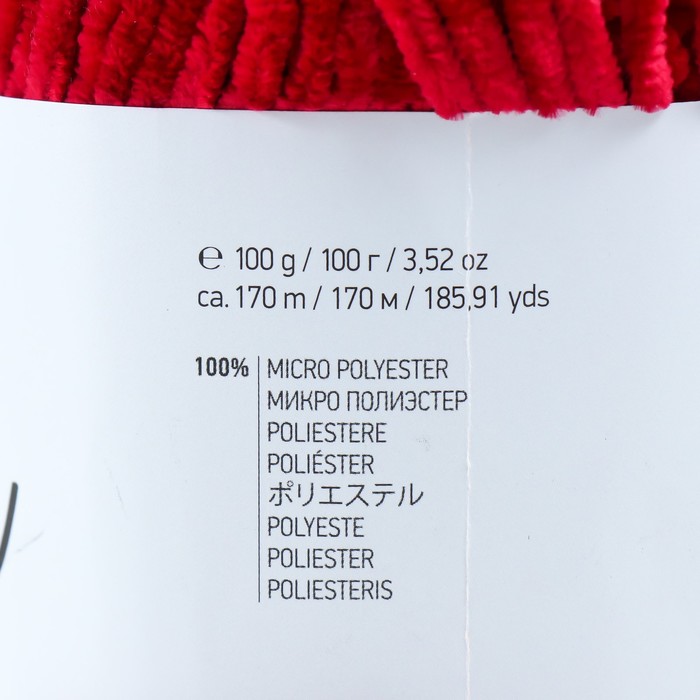 ℮ 100 g / 100 г / 3,52 oz
ca. 170 m / 170 м / 185,91 yds
100% MICRO POLYESTER
МИКРО ПОЛИЭСТЕР
POLIESTERE
POLIÉSTER
ポリエステル
POLYESTE
POLIESTER
POLIESTERIS